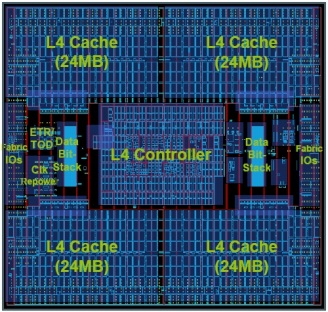 L4 Cache
(24MB)
L4 Cache
(24MB)
Fabric
IOs
ETR/
TOD
Data
Bit-
Stack
Clk
Repower
L4 Controller
Data
Bit-
Stack
Fabric
IOs
L4 Cache
(24MB)
L4 Cache
(24MB)